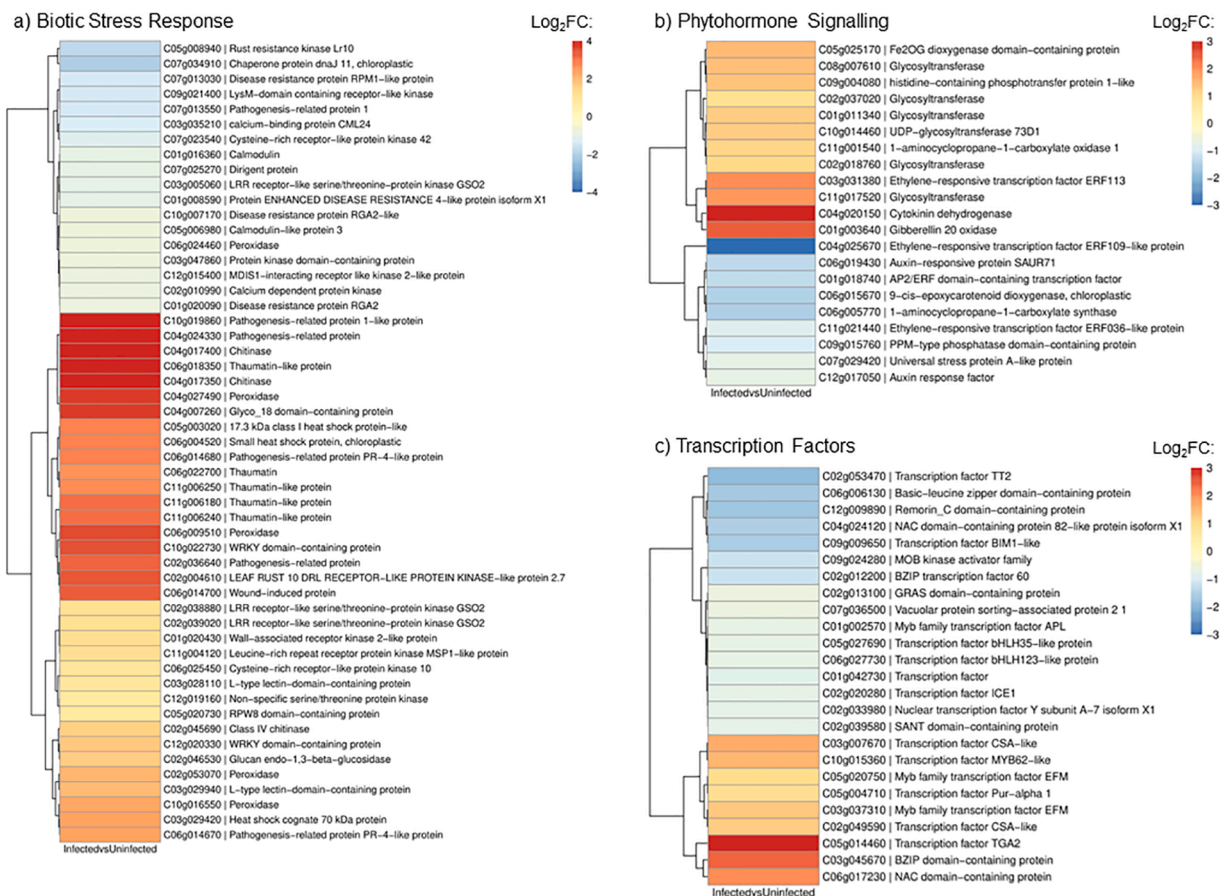 a) Biotic Stress Response
Log2FC:
C05g008940 | Rust resistance kinase Lr10
C07g034910 | Chaperone protein dnaJ 11, chloroplastic
C07g013030 | Disease resistance protein RPM1-like protein
C09g021400 | LysM-domain containing receptor-like kinase
C07g013550 | Pathogenesis-related protein 1
C03g035210 | calcium-binding protein CML24
C07g023540 | Cysteine-rich receptor-like protein kinase 42
C01g016360 | Calmodulin
C07g025270 | Dirigent protein
C03g005060 | LRR receptor-like serine/threonine-protein kinase GSO2
C01g008590 | Protein ENHANCED DISEASE RESISTANCE 4-like protein isoform X1
C10g007170 | Disease resistance protein RGA2-like
C05g006980 | Calmodulin-like protein 3
C06g024460 | Peroxidase
C03g047860 | Protein kinase domain-containing protein
C12g015400 | MDIS1-interacting receptor like kinase 2-like protein
C02g010990 | Calcium dependent protein kinase
C01g020090 | Disease resistance protein RGA2
C10g019860 | Pathogenesis-related protein 1-like protein
C04g024330 | Pathogenesis-related protein
C04g017400 | Chitinase
C06g018350 | Thaumatin-like protein
C04g017350 | Chitinase
C04g027490 | Peroxidase
C04g007260 | Glyco_18 domain-containing protein
C05g003020 | 17.3 kDa class I heat shock protein-like
C06g004520 | Small heat shock protein, chloroplastic
C06g014680 | Pathogenesis-related protein PR-4-like protein
C06g022700 | Thaumatin
C11g006250 | Thaumatin-like protein
C11g006180 | Thaumatin-like protein
C11g006240 | Thaumatin-like protein
C06g009510 | Peroxidase
C10g022730 | WRKY domain-containing protein
C02g036640 | Pathogenesis-related protein
C02g004610 | LEAF RUST 10 DRL RECEPTOR-LIKE PROTEIN KINASE-like protein 2.7
C06g014700 | Wound-induced protein
C02g038880 | LRR receptor-like serine/threonine-protein kinase GSO2
C02g039020 | LRR receptor-like serine/threonine-protein kinase GSO2
C01g020430 | Wall-associated receptor kinase 2-like protein
C11g004120 | Leucine-rich repeat receptor protein kinase MSP1-like protein
C06g025450 | Cysteine-rich receptor-like protein kinase 10
C03g028110 | L-type lectin-domain-containing protein
C12g019160 | Non-specific serine/threonine protein kinase
C05g020730 | RPW8 domain-containing protein
C02g045690 | Class IV chitinase
C12g020330 | WRKY domain-containing protein
C02g046530 | Glucan endo-1,3-beta-glucosidase
C02g053070 | Peroxidase
C03g029940 | L-type lectin-domain-containing protein
C10g016550 | Peroxidase
C03g029420 | Heat shock cognate 70 kDa protein
C06g014670 | Pathogenesis-related protein PR-4-like protein
InfectedvsUninfected
4
2
0
-2
-4
b) Phytohormone Signalling
Log2FC:
C05g025170 | Fe2OG dioxygenase domain-containing protein
C08g007610 | Glycosyltransferase
C09g004080 | histidine-containing phosphotransfer protein 1-like
C02g037020 | Glycosyltransferase
C01g011340 | Glycosyltransferase
C10g014460 | UDP-glycosyltransferase 73D1
C11g001540 | 1-aminocyclopropane-1-carboxylate oxidase 1
C02g018760 | Glycosyltransferase
C03g031380 | Ethylene-responsive transcription factor ERF113
C11g017520 | Glycosyltransferase
C04g020150 | Cytokinin dehydrogenase
C01g003640 | Gibberellin 20 oxidase
C04g025670 | Ethylene-responsive transcription factor ERF109-like protein
C06g019430 | Auxin-responsive protein SAUR71
C01g018740 | AP2/ERF domain-containing transcription factor
C06g015670 | 9-cis-epoxycarotenoid dioxygenase, chloroplastic
C06g005770 | 1-aminocyclopropane-1-carboxylate synthase
C11g021440 | Ethylene-responsive transcription factor ERF036-like protein
C09g015760 | PPM-type phosphatase domain-containing protein
C07g029420 | Universal stress protein A-like protein
C12g017050 | Auxin response factor
InfectedvsUninfected
3
2
1
0
-1
-2
-3
c) Transcription Factors
Log2FC:
C02g053470 | Transcription factor TT2
C06g006130 | Basic-leucine zipper domain-containing protein
C12g009890 | Remorin_C domain-containing protein
C04g024120 | NAC domain-containing protein 82-like protein isoform X1
C09g009650 | Transcription factor BIM1-like
C09g024280 | MOB kinase activator family
C02g012200 | BZIP transcription factor 60
C02g013100 | GRAS domain-containing protein
C07g036500 | Vacuolar protein sorting-associated protein 2 1
C01g002570 | Myb family transcription factor APL
C05g027690 | Transcription factor bHLH35-like protein
C06g027730 | Transcription factor bHLH123-like protein
C01g042730 | Transcription factor
C02g020280 | Transcription factor ICE1
C02g033980 | Nuclear transcription factor Y subunit A-7 isoform X1
C02g039580 | SANT domain-containing protein
C03g007670 | Transcription factor CSA-like
C10g015360 | Transcription factor MYB62-like
C05g020750 | Myb family transcription factor EFM
C05g004710 | Transcription factor Pur-alpha 1
C03g037310 | Myb family transcription factor EFM
C02g049590 | Transcription factor CSA-like
C05g014460 | Transcription factor TGA2
C03g045670 | BZIP domain-containing protein
C06g017230 | NAC domain-containing protein
InfectedvsUninfected
3
2
1
0
-1
-2
-3